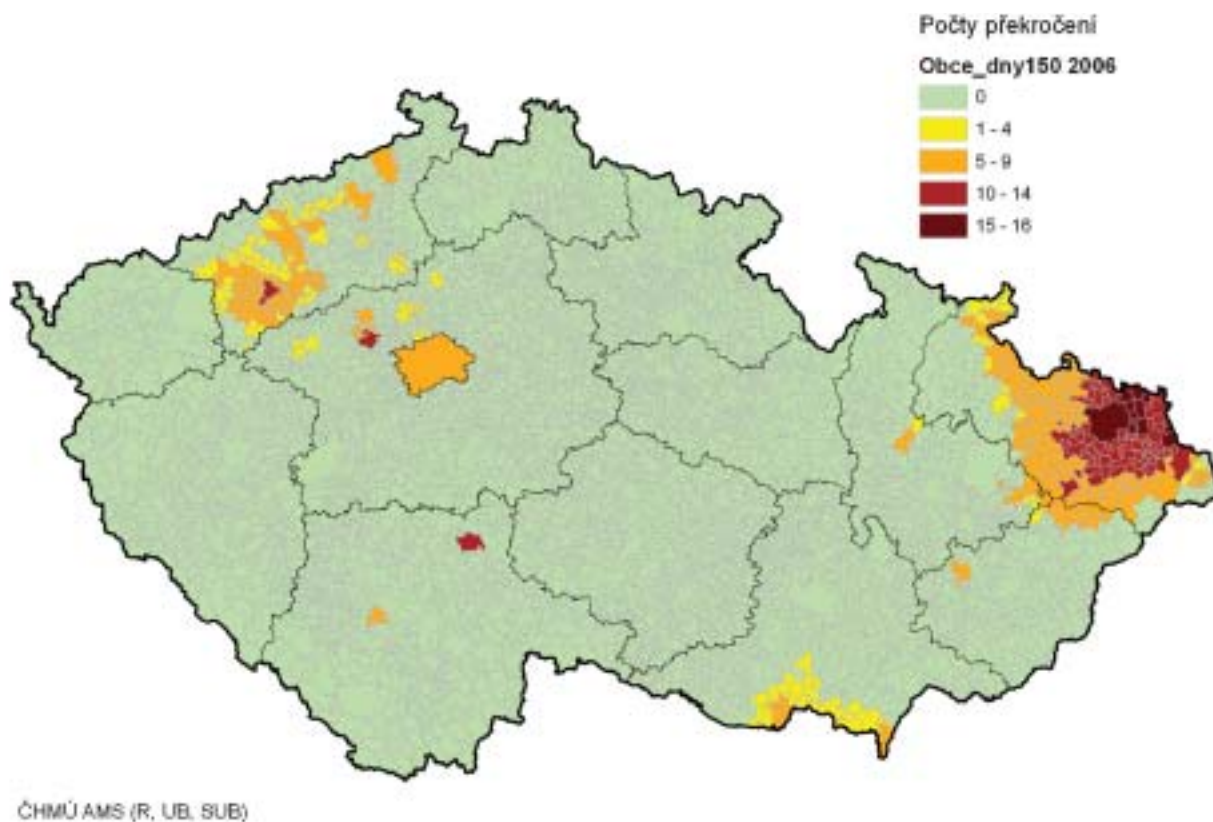 Počty překročení
Obce_dny150 2006
0
1 - 4
5 - 9
10 - 14
15 - 16
ČHMÚ AMS (R, UB, SUB)